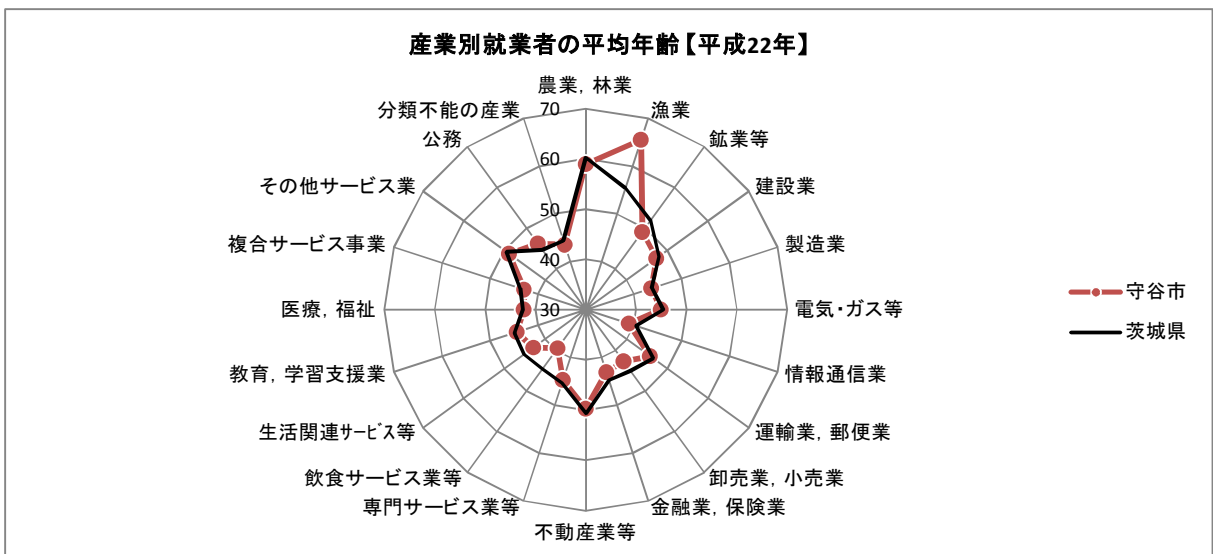 産業別就業者の平均年齢【平成22年】
農業, 林業
漁業
鉱業等
建設業
製造業
電気・ガス等
情報通信業
運輸業, 郵便業
卸売業, 小売業
金融業, 保険業
不動産業等
専門サービス業等
飲食サービス業等
生活関連ｻｰﾋﾞｽ等
教育, 学習支援業
医療, 福祉
複合サービス事業
その他サービス業
公務
分類不能の産業
70
60
50
40
30
守谷市
茨城県